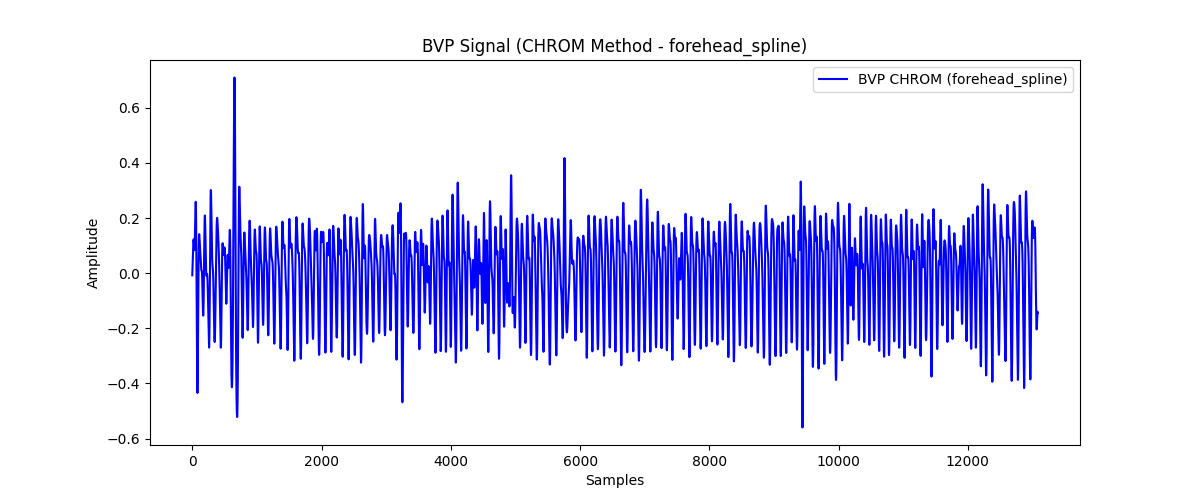 BVP Signal (CHROM Method - forehead_spline)
BVP CHROM (forehead_spline)
0.6
0.4
0.2
0.0
−0.2
−0.4
−0.6
Amplitude
0 2000 4000 6000 8000 10000 12000
Samples